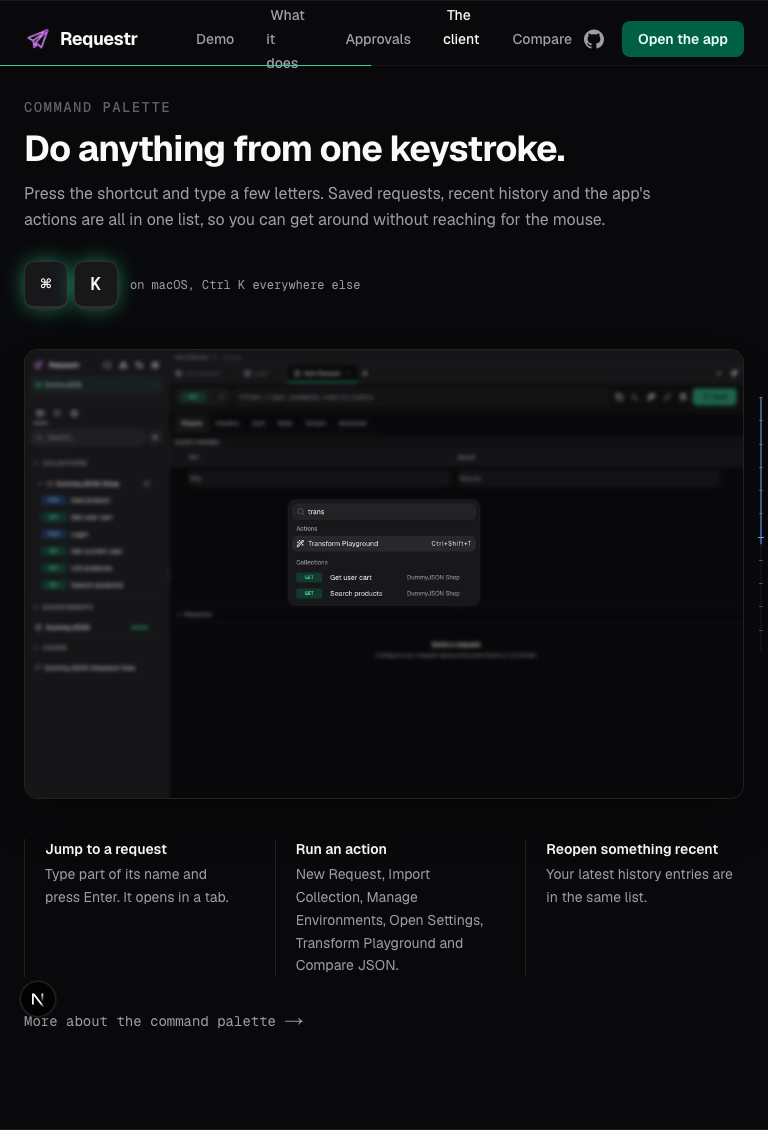 Requestr
Demo
What
it
does
Approvals
The
client
Compare
Open the app
COMMAND PALETTE
Do anything from one keystroke.
Press the shortcut and type a few letters. Saved requests, recent history and the app's
actions are all in one list, so you can get around without reaching for the mouse.
⌘ K on macOS, Ctrl K everywhere else
trans
Actions
Transform Playground Ctrl+Shift+T
Collections
GET Get user cart DummyJSON Shop
GET Search products DummyJSON Shop
Jump to a request
Type part of its name and
press Enter. It opens in a tab.
Run an action
New Request, Import
Collection, Manage
Environments, Open Settings,
Transform Playground and
Compare JSON.
Reopen something recent
Your latest history entries are
in the same list.
N
More about the command palette →